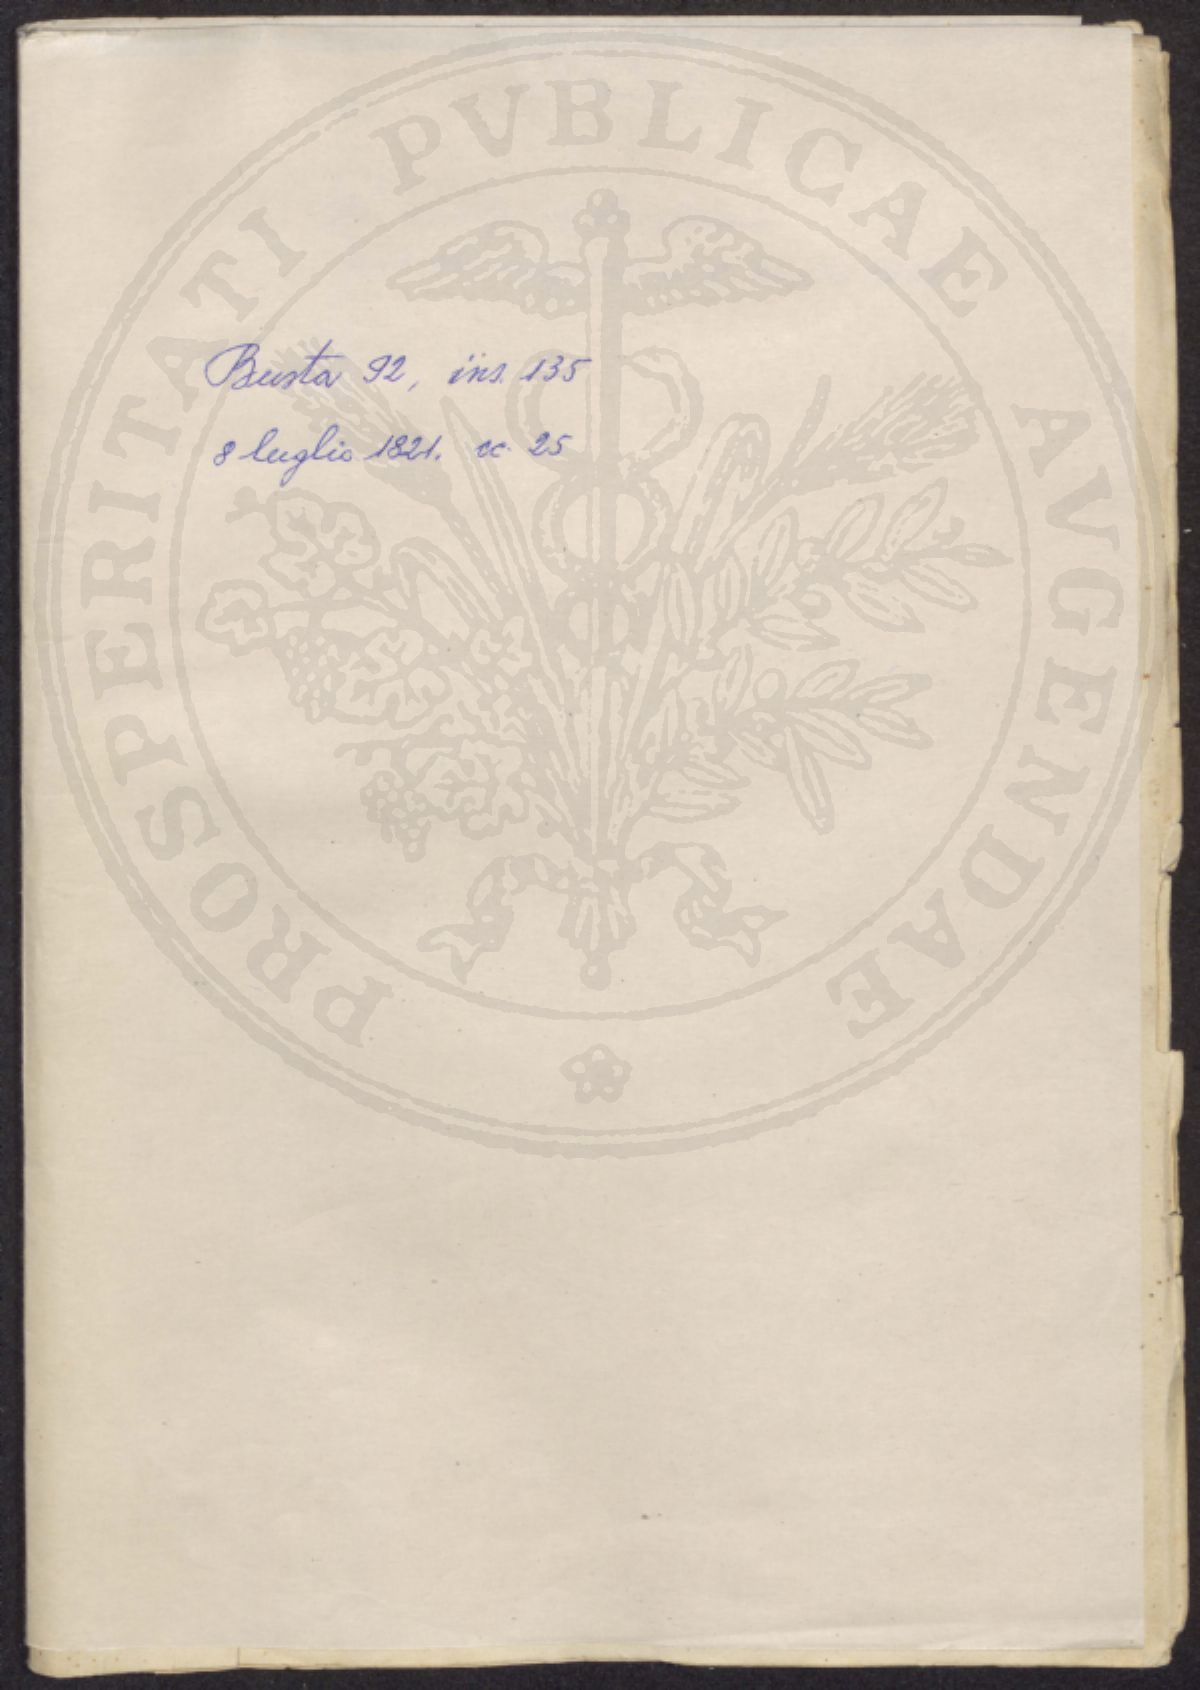 Busta 92, ins. 135
8 luglio 1821. cc. 25
PROSPERITATI PVBLICAE AVGENDAE